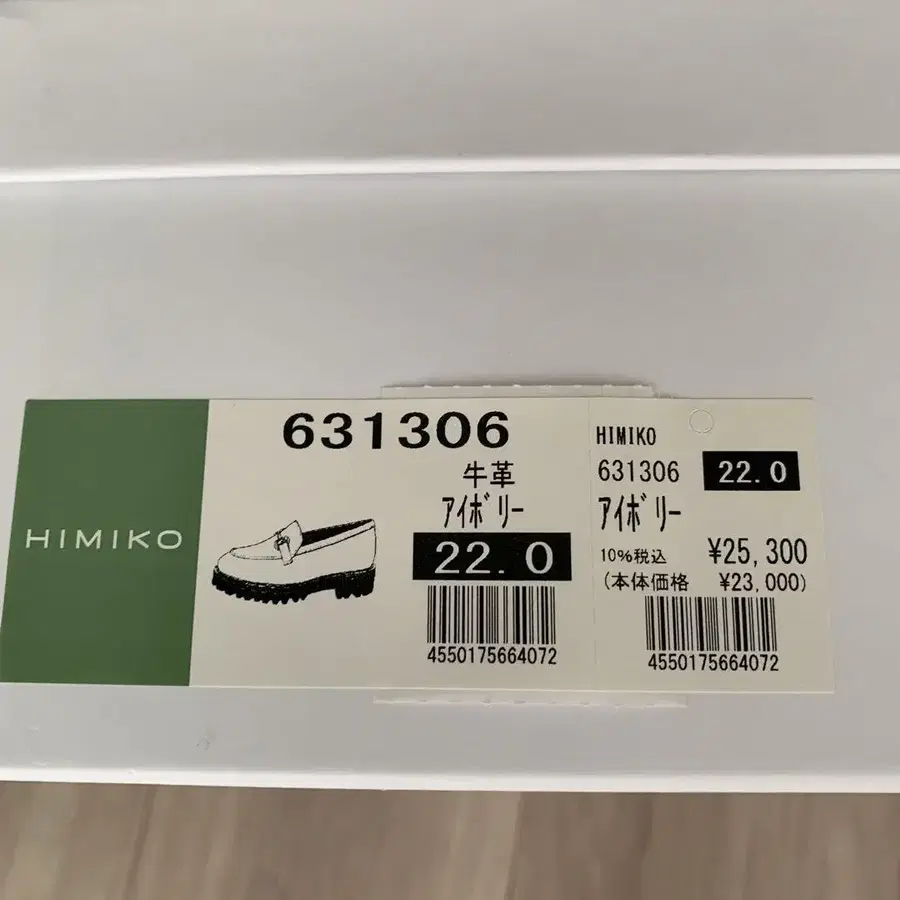 HIMIKO
631306
牛革
ｱｲﾎﾞﾘｰ
22.0
4550175664072
HIMIKO
631306 22.0
ｱｲﾎﾞﾘｰ
10%税込 ¥25,300
(本体価格 ¥23,000)
4550175664072